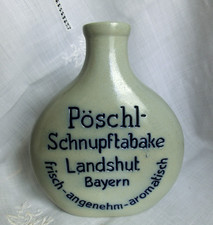 Pöschl-
Schnupftabake
Landshut
Bayern
frisch-angenehm-aromatisch